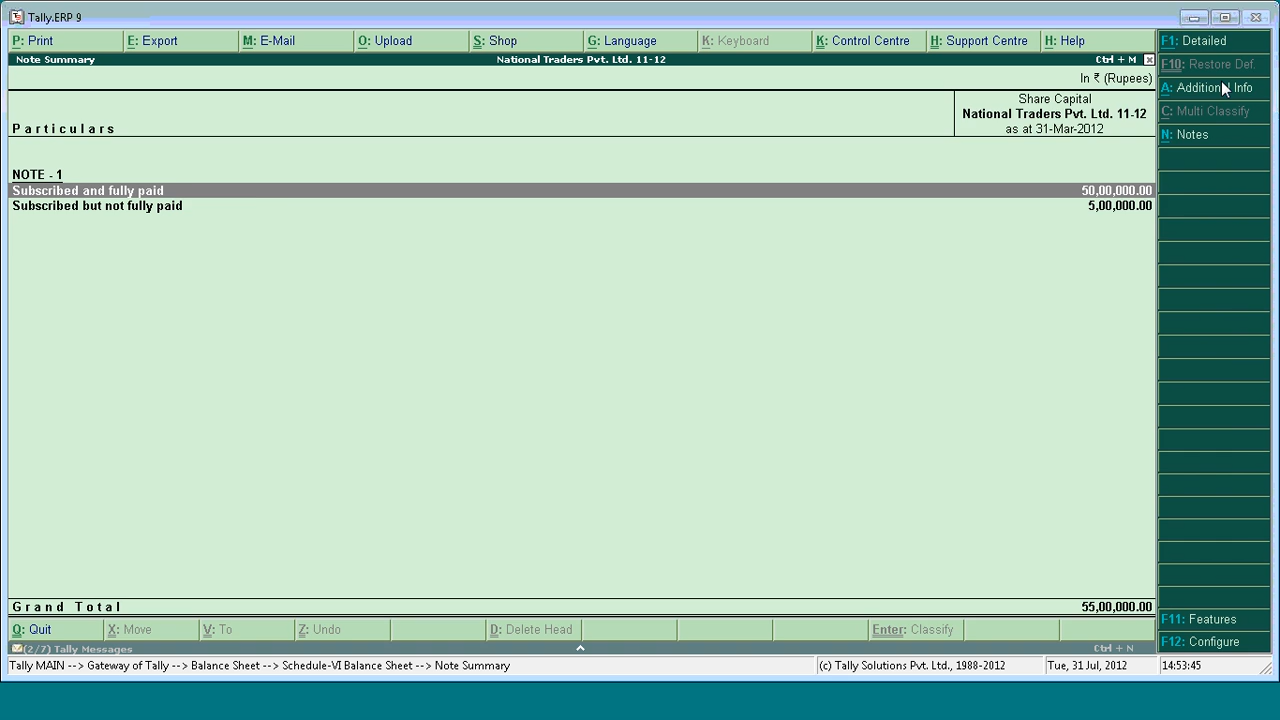 Tally.ERP 9
P: Print E: Export M: E-Mail O: Upload S: Shop G: Language K: Keyboard K: Control Centre H: Support Centre H: Help
F1: Detailed
Note Summary National Traders Pvt. Ltd. 11-12 Ctrl + M
F10: Restore Def.
In ₹ (Rupees)
A: Additional Info
Share Capital
C: Multi Classify
National Traders Pvt. Ltd. 11-12
Particulars as at 31-Mar-2012
N: Notes
NOTE - 1
Subscribed and fully paid 50,00,000.00
Subscribed but not fully paid 5,00,000.00
Grand Total 55,00,000.00
F11: Features
Q: Quit X: Move V: To Z: Undo D: Delete Head Enter: Classify
F12: Configure
(2/7) Tally Messages Ctrl + N
Tally MAIN --> Gateway of Tally --> Balance Sheet --> Schedule-VI Balance Sheet --> Note Summary (c) Tally Solutions Pvt. Ltd., 1988-2012 Tue, 31 Jul, 2012 14:53:45